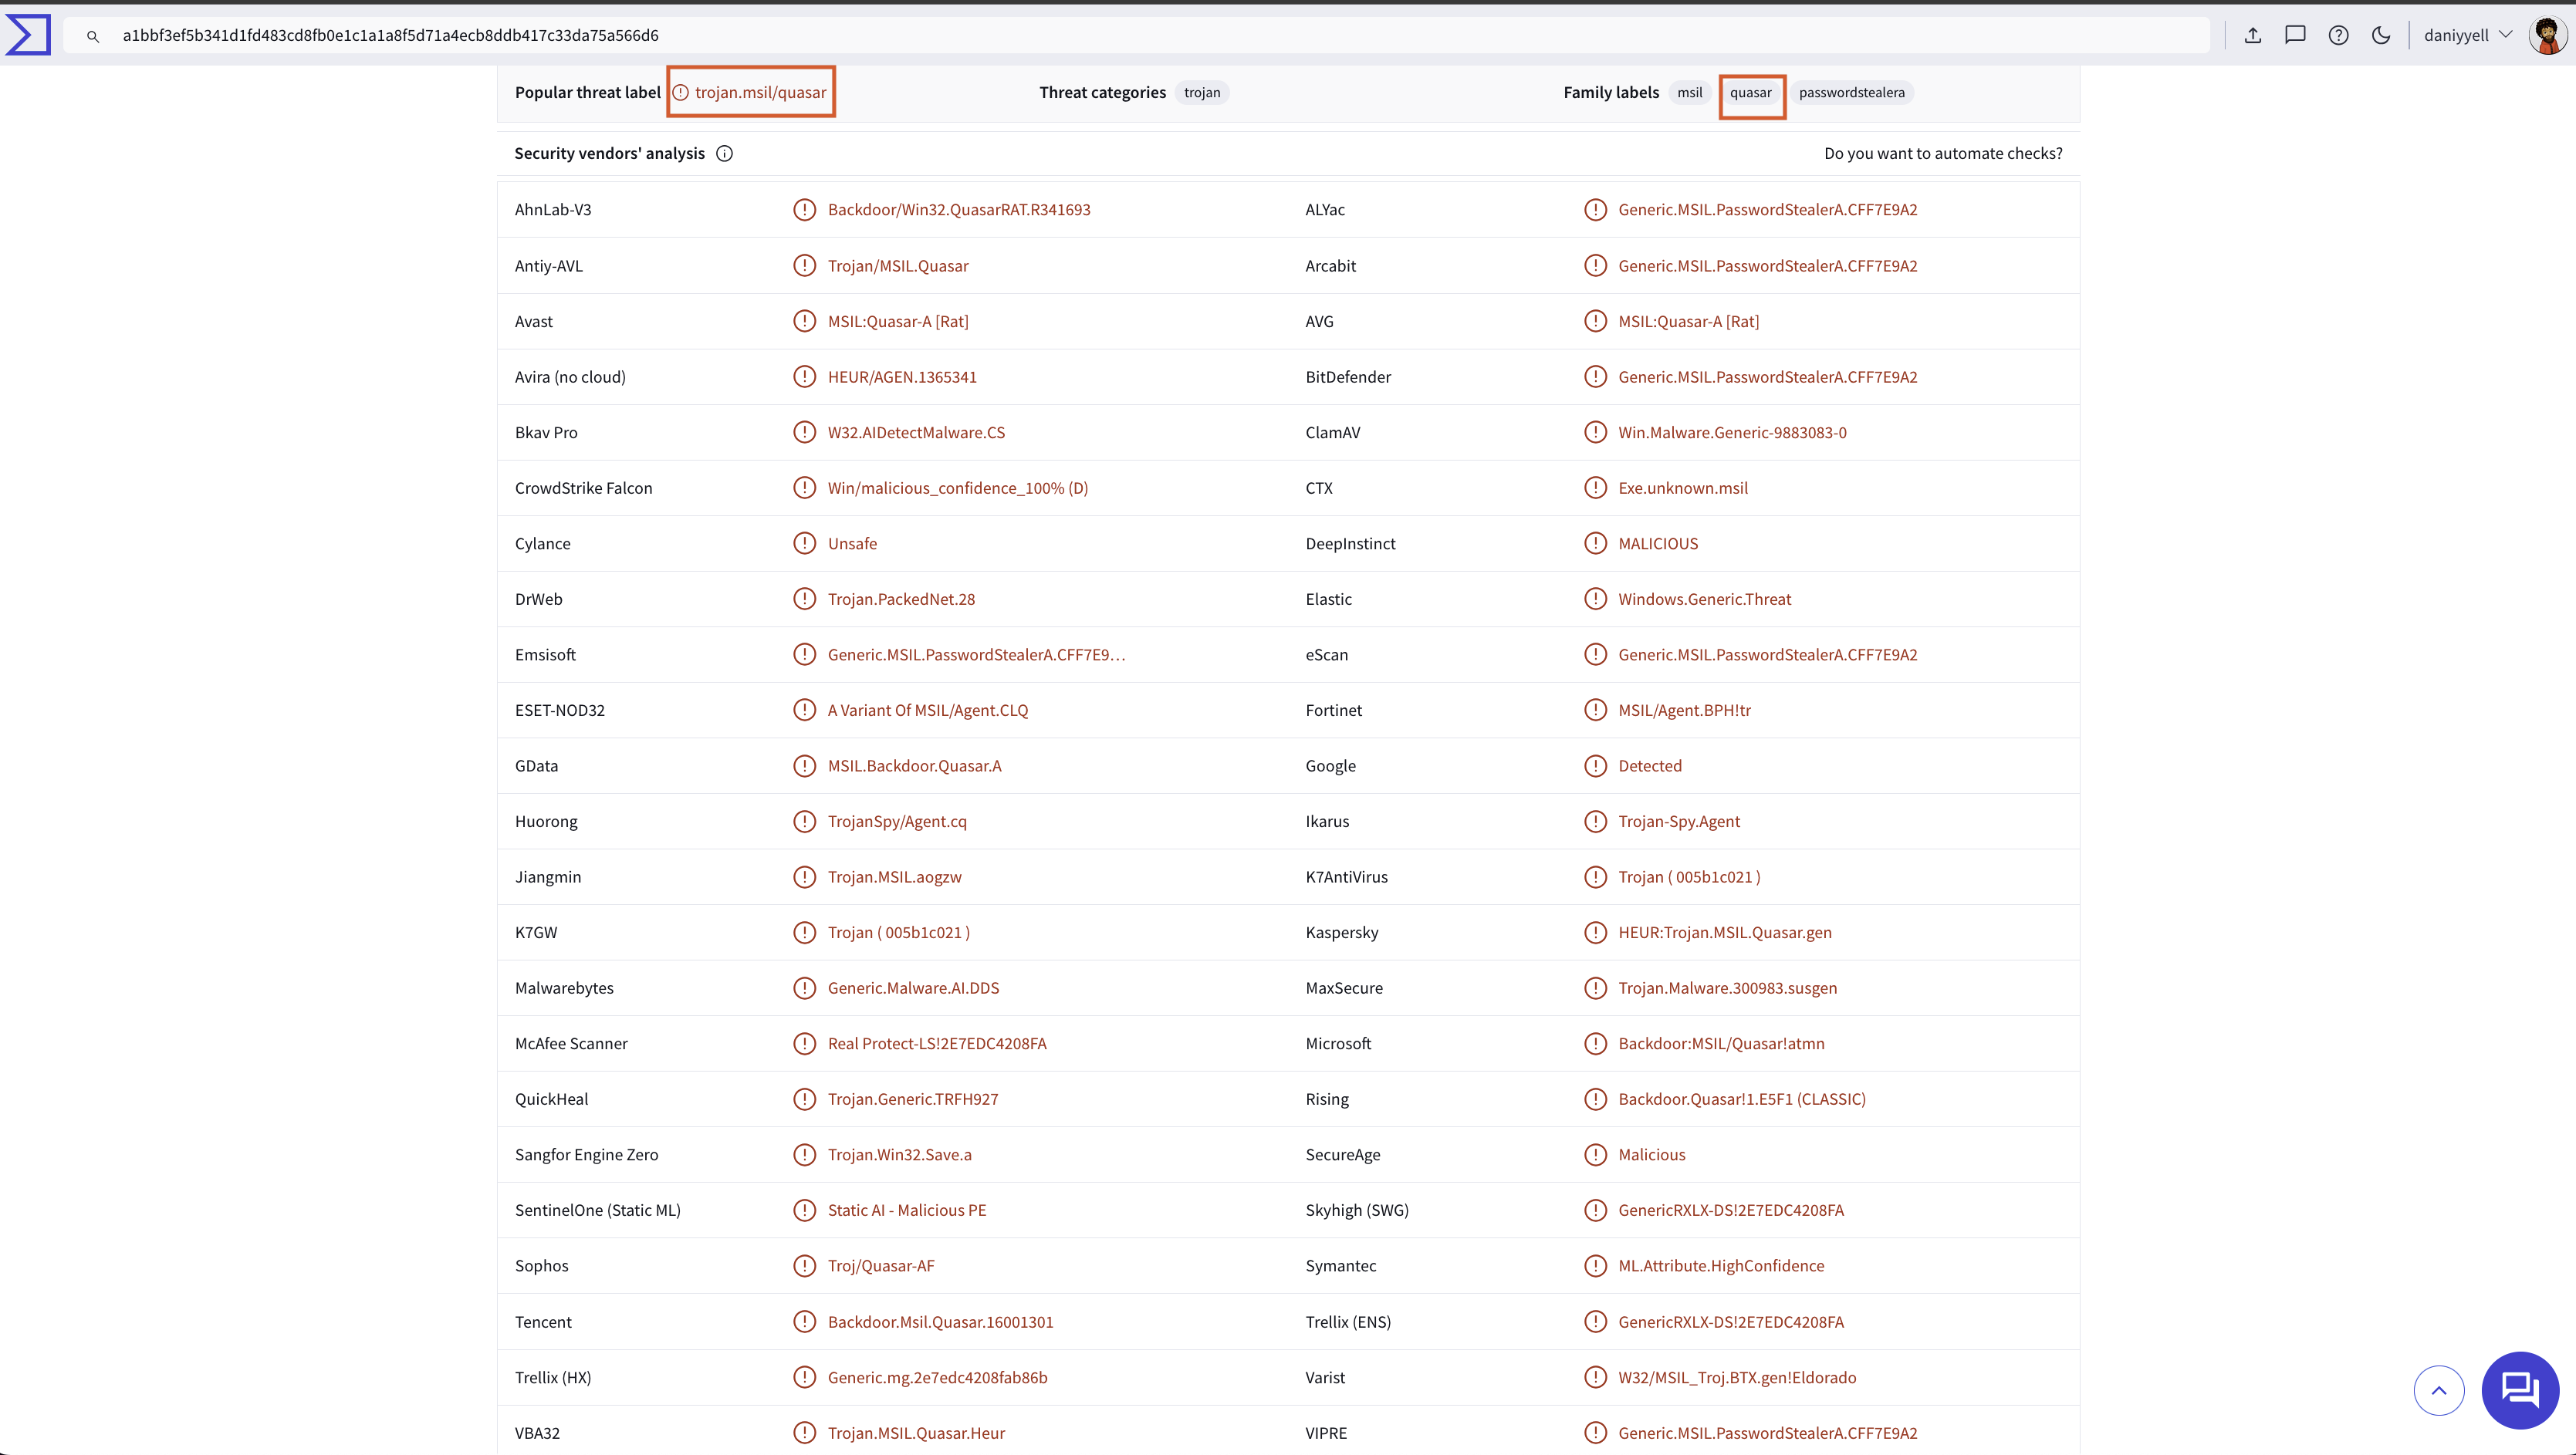 a1bbf3ef5b341d1fd483cd8fb0e1c1a1a8f5d71a4ecb8ddb417c33da75a566d6
daniyyell
Popular threat label trojan.msil/quasar Threat categories trojan Family labels msil quasar passwordstealera
Security vendors' analysis Do you want to automate checks?
AhnLab-V3 Backdoor/Win32.QuasarRAT.R341693 ALYac Generic.MSIL.PasswordStealerA.CFF7E9A2
Antiy-AVL Trojan/MSIL.Quasar Arcabit Generic.MSIL.PasswordStealerA.CFF7E9A2
Avast MSIL:Quasar-A [Rat] AVG MSIL:Quasar-A [Rat]
Avira (no cloud) HEUR/AGEN.1365341 BitDefender Generic.MSIL.PasswordStealerA.CFF7E9A2
Bkav Pro W32.AIDetectMalware.CS ClamAV Win.Malware.Generic-9883083-0
CrowdStrike Falcon Win/malicious_confidence_100% (D) CTX Exe.unknown.msil
Cylance Unsafe DeepInstinct MALICIOUS
DrWeb Trojan.PackedNet.28 Elastic Windows.Generic.Threat
Emsisoft Generic.MSIL.PasswordStealerA.CFF7E9… eScan Generic.MSIL.PasswordStealerA.CFF7E9A2
ESET-NOD32 A Variant Of MSIL/Agent.CLQ Fortinet MSIL/Agent.BPH!tr
GData MSIL.Backdoor.Quasar.A Google Detected
Huorong TrojanSpy/Agent.cq Ikarus Trojan-Spy.Agent
Jiangmin Trojan.MSIL.aogzw K7AntiVirus Trojan ( 005b1c021 )
K7GW Trojan ( 005b1c021 ) Kaspersky HEUR:Trojan.MSIL.Quasar.gen
Malwarebytes Generic.Malware.AI.DDS MaxSecure Trojan.Malware.300983.susgen
McAfee Scanner Real Protect-LS!2E7EDC4208FA Microsoft Backdoor:MSIL/Quasar!atmn
QuickHeal Trojan.Generic.TRFH927 Rising Backdoor.Quasar!1.E5F1 (CLASSIC)
Sangfor Engine Zero Trojan.Win32.Save.a SecureAge Malicious
SentinelOne (Static ML) Static AI - Malicious PE Skyhigh (SWG) GenericRXLX-DS!2E7EDC4208FA
Sophos Troj/Quasar-AF Symantec ML.Attribute.HighConfidence
Tencent Backdoor.Msil.Quasar.16001301 Trellix (ENS) GenericRXLX-DS!2E7EDC4208FA
Trellix (HX) Generic.mg.2e7edc4208fab86b Varist W32/MSIL_Troj.BTX.gen!Eldorado
VBA32 Trojan.MSIL.Quasar.Heur VIPRE Generic.MSIL.PasswordStealerA.CFF7E9A2